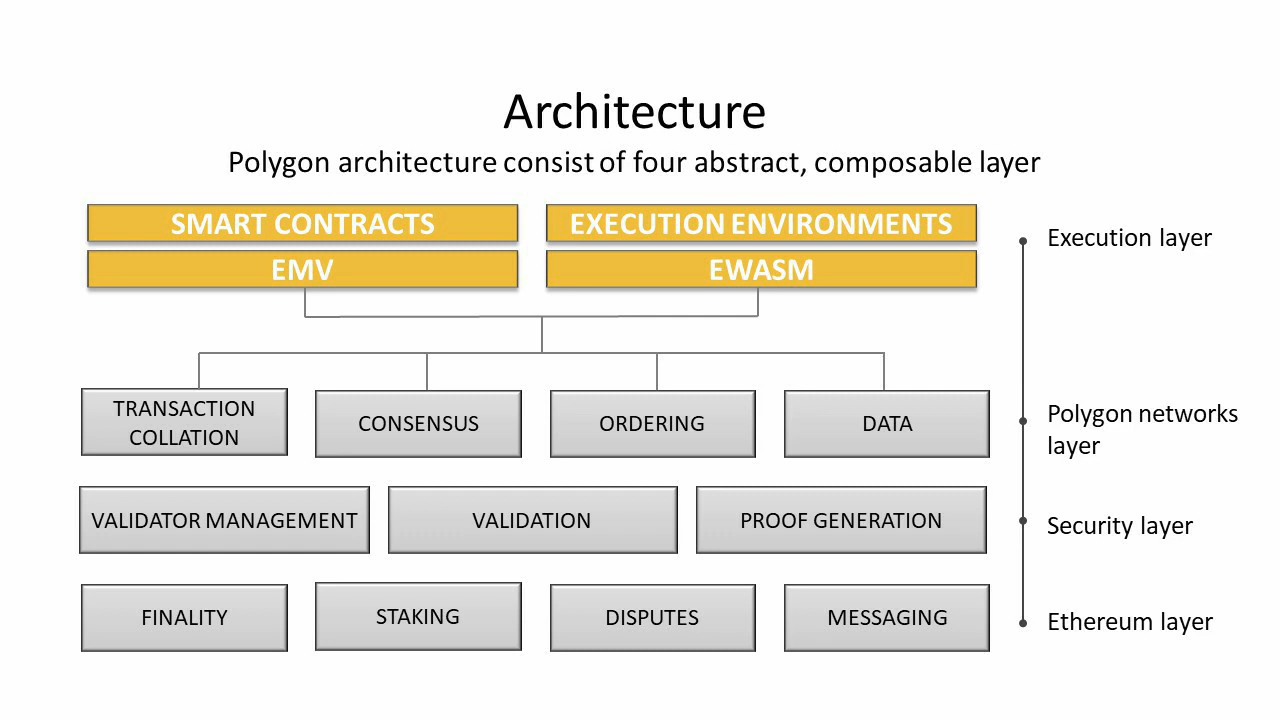 Architecture
Polygon architecture consist of four abstract, composable layer
SMART CONTRACTS
EXECUTION ENVIRONMENTS
EMV
EWASM
Execution layer
TRANSACTION
COLLATION
CONSENSUS
ORDERING
DATA
Polygon networks
layer
VALIDATOR MANAGEMENT
VALIDATION
PROOF GENERATION
Security layer
FINALITY
STAKING
DISPUTES
MESSAGING
Ethereum layer